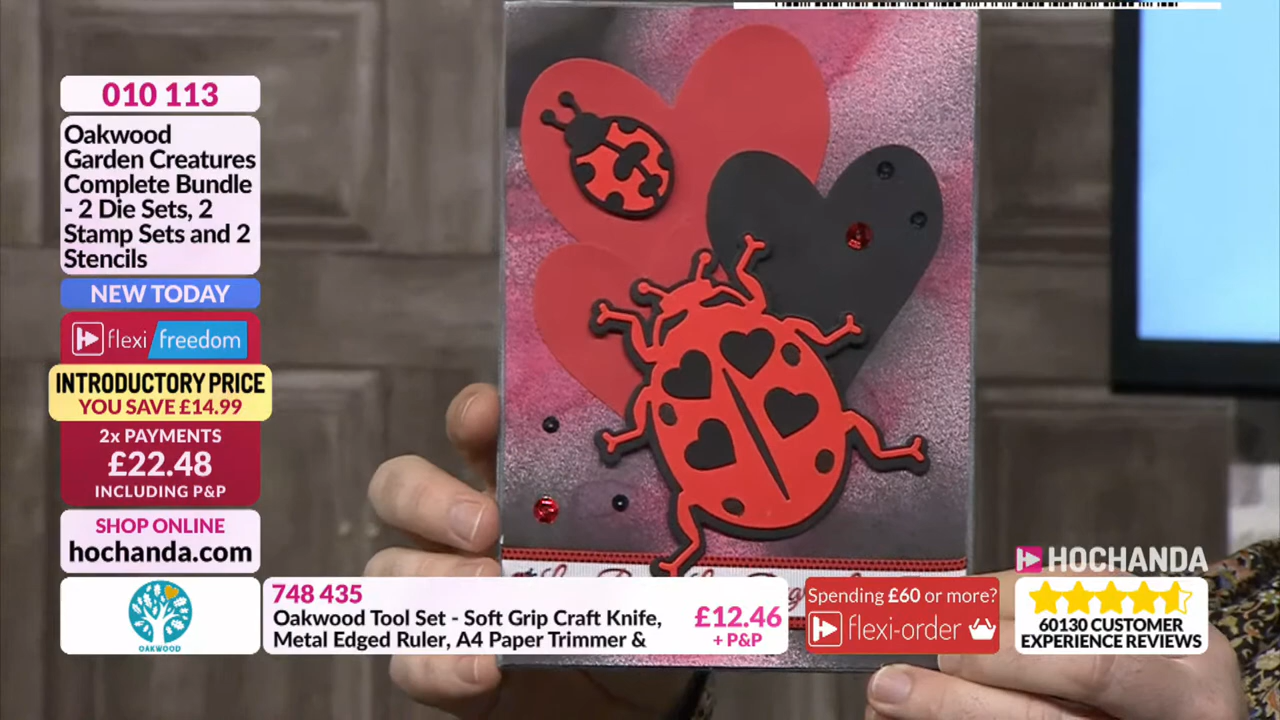 010 113
Oakwood
Garden Creatures
Complete Bundle
- 2 Die Sets, 2
Stamp Sets and 2
Stencils
NEW TODAY
flexi freedom
INTRODUCTORY PRICE
YOU SAVE £14.99
2x PAYMENTS
£22.48
INCLUDING P&P
SHOP ONLINE
hochanda.com
OAKWOOD
748 435
Oakwood Tool Set - Soft Grip Craft Knife,
Metal Edged Ruler, A4 Paper Trimmer &
£12.46
+ P&P
Spending £60 or more?
flexi-order
HOCHANDA
60130 CUSTOMER
EXPERIENCE REVIEWS